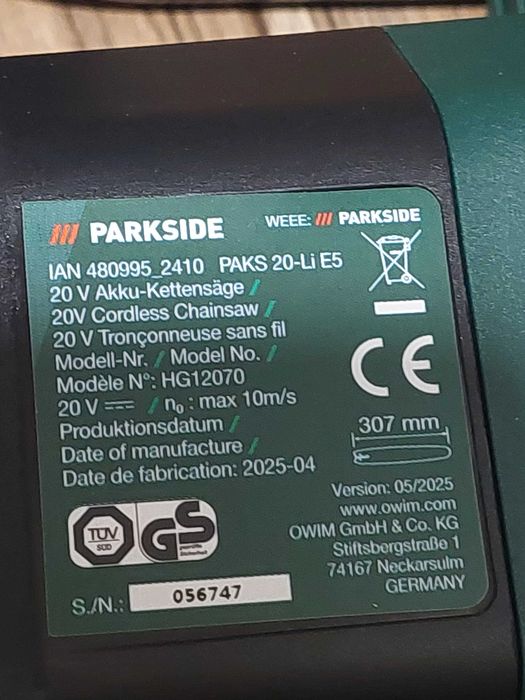 /// PARKSIDE
WEEE: /// PARKSIDE
IAN 480995_2410 PAKS 20-Li E5
20 V Akku-Kettensäge /
20V Cordless Chainsaw /
20 V Tronçonneuse sans fil
Modell-Nr. / Model No. /
Modèle N°: HG12070
20 V ⎓ / n₀ : max 10m/s
Produktionsdatum /
Date of manufacture /
Date de fabrication: 2025-04
CE
307 mm
Version: 05/2025
www.owim.com
OWIM GmbH & Co. KG
Stiftsbergstraße 1
74167 Neckarsulm
GERMANY
TÜV
SÜD
GS
geprüfte
Sicherheit
S./N.: 056747